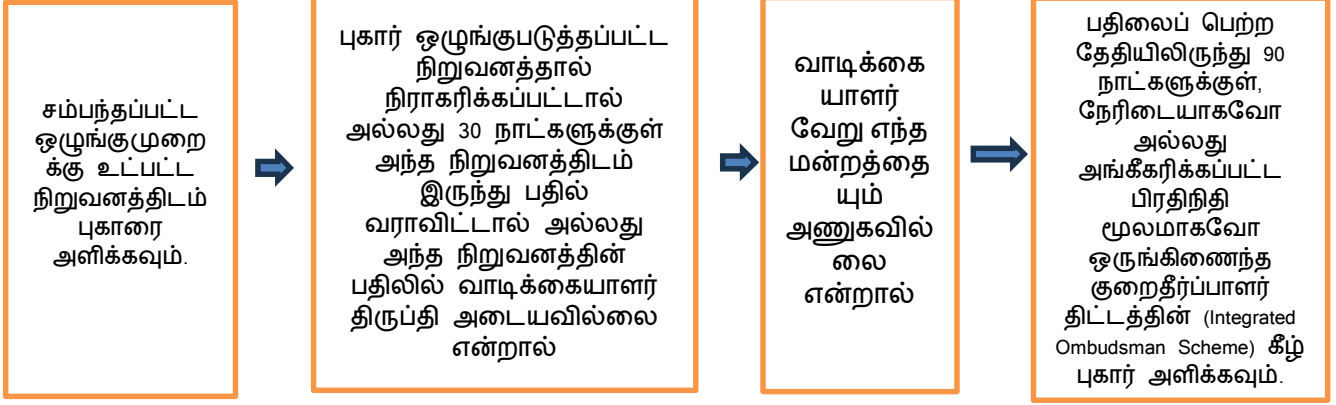 சம்பந்தப்பட்ட
ஒழுங்குமுறை
க்கு உட்பட்ட
நிறுவனத்திடம்
புகாரை
அளிக்கவும்.
புகார் ஒழுங்குபடுத்தப்பட்ட
நிறுவனத்தால்
நிராகரிக்கப்பட்டால்
அல்லது 30 நாட்களுக்குள்
அந்த நிறுவனத்திடம்
இருந்து பதில்
வராவிட்டால் அல்லது
அந்த நிறுவனத்தின்
பதிலில் வாடிக்கையாளர்
திருப்தி அடையவில்லை
என்றால்
வாடிக்கை
யாளர்
வேறு எந்த
மன்றத்தை
யும்
அணுகவில்
லை
என்றால்
பதிலைப் பெற்ற
தேதியிலிருந்து 90
நாட்களுக்குள்,
நேரிடையாகவோ
அல்லது
அங்கீகரிக்கப்பட்ட
பிரதிநிதி
மூலமாகவோ
ஒருங்கிணைந்த
குறைதீர்ப்பாளர்
திட்டத்தின் (Integrated
Ombudsman Scheme) கீழ்
புகார் அளிக்கவும்.